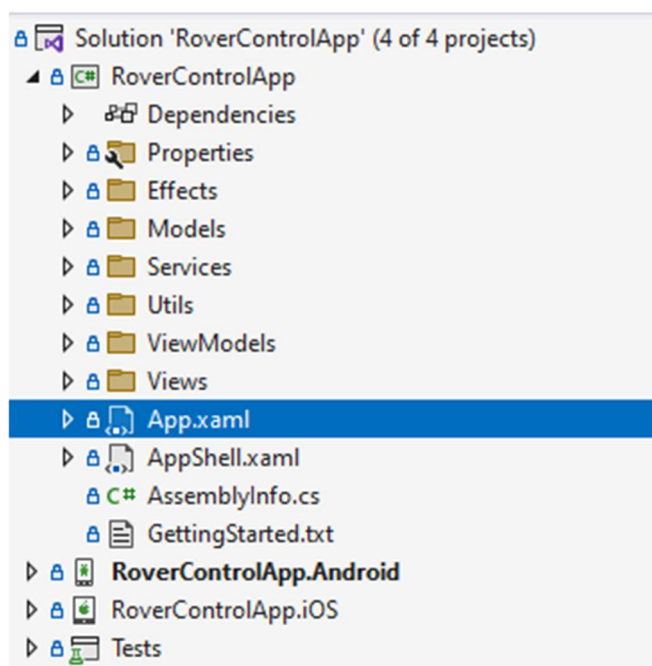 Solution 'RoverControlApp' (4 of 4 projects)
C# RoverControlApp
Dependencies
Properties
Effects
Models
Services
Utils
ViewModels
Views
App.xaml
AppShell.xaml
C# AssemblyInfo.cs
GettingStarted.txt
RoverControlApp.Android
RoverControlApp.iOS
Tests